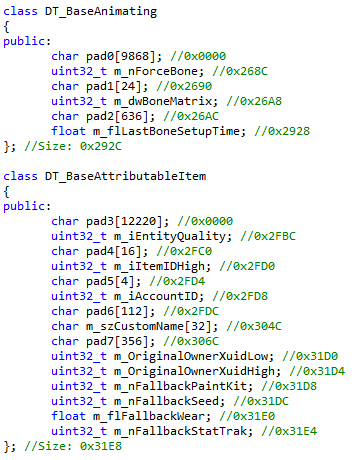 class DT_BaseAnimating
{
public:
char pad0[9868]; //0x0000
uint32_t m_nForceBone; //0x268C
char pad1[24]; //0x2690
uint32_t m_dwBoneMatrix; //0x26A8
char pad2[636]; //0x26AC
float m_flLastBoneSetupTime; //0x2928
}; //Size: 0x292C
class DT_BaseAttributableItem
{
public:
char pad3[12220]; //0x0000
uint32_t m_iEntityQuality; //0x2FBC
char pad4[16]; //0x2FC0
uint32_t m_iItemIDHigh; //0x2FD0
char pad5[4]; //0x2FD4
uint32_t m_iAccountID; //0x2FD8
char pad6[112]; //0x2FDC
char m_szCustomName[32]; //0x304C
char pad7[356]; //0x306C
uint32_t m_OriginalOwnerXuidLow; //0x31D0
uint32_t m_OriginalOwnerXuidHigh; //0x31D4
uint32_t m_nFallbackPaintKit; //0x31D8
uint32_t m_nFallbackSeed; //0x31DC
float m_flFallbackWear; //0x31E0
uint32_t m_nFallbackStatTrak; //0x31E4
}; //Size: 0x31E8